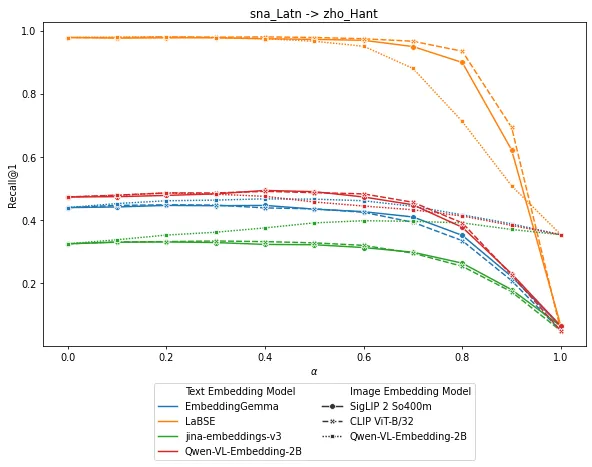 sna_Latn -> zho_Hant
Recall@1
1.0
0.8
0.6
0.4
0.2
0.0 0.2 0.4 0.6 0.8 1.0
α
Text Embedding Model
EmbeddingGemma
LaBSE
jina-embeddings-v3
Qwen-VL-Embedding-2B
Image Embedding Model
SigLIP 2 So400m
CLIP ViT-B/32
Qwen-VL-Embedding-2B